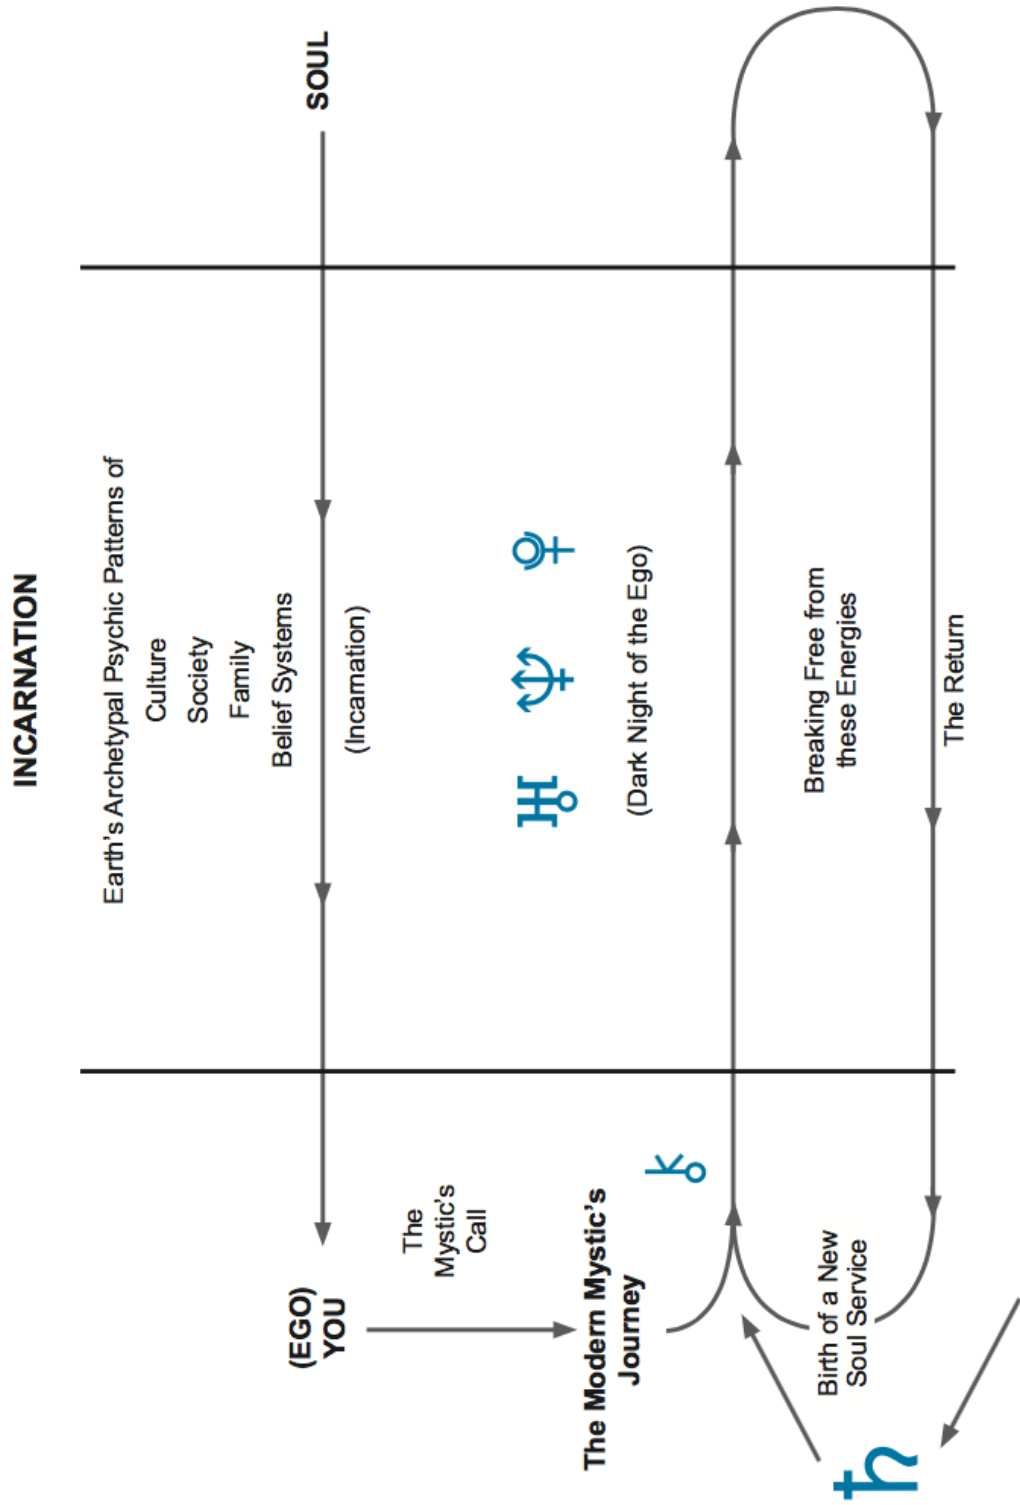 INCARNATION
Earth's Archetypal Psychic Patterns of
Culture
Society
Family
Belief Systems
SOUL
(Incarnation)
(EGO)
YOU
The
Mystic's
Call
The Modern Mystic's
Journey
(Dark Night of the Ego)
Breaking Free from
these Energies
Birth of a New
Soul Service
The Return